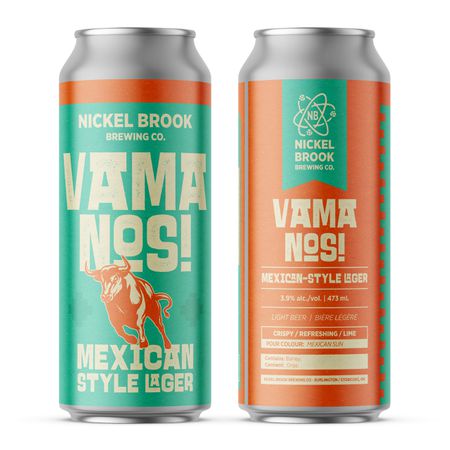 NICKEL BROOK
BREWING CO.
VAMA
NOS!
MEXICAN
STYLE LAGER
NB
NICKEL
BROOK
BREWING CO.
VAMA
NOS!
MEXICAN-STYLE LAGER
3.9% alc./vol. | 473 mL
LIGHT BEER | BIÈRE LÉGÈRE
CRISPY / REFRESHING / LIME
POUR COLOUR: MEXICAN SUN
Contains: Barley.
Contient: Orge.
NICKEL BROOK BREWING CO · BURLINGTON / ETOBICOKE, ON